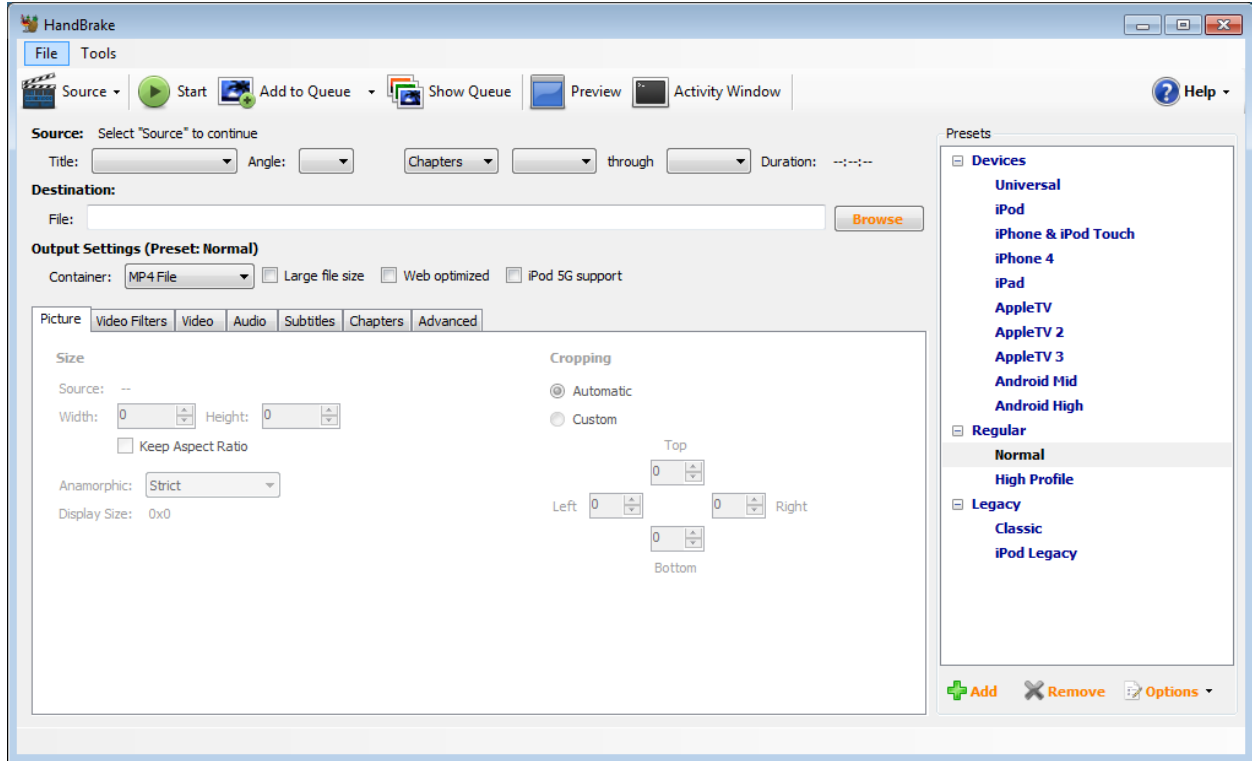 HandBrake
File Tools
Source Start Add to Queue Show Queue Preview Activity Window Help
Source: Select "Source" to continue
Title: Angle: Chapters through Duration: --:--:--
Destination:
File: Browse
Output Settings (Preset: Normal)
Container: MP4 File Large file size Web optimized iPod 5G support
Picture Video Filters Video Audio Subtitles Chapters Advanced
Size
Source: --
Width: 0 Height: 0
Keep Aspect Ratio
Anamorphic: Strict
Display Size: 0x0
Cropping
Automatic
Custom
Top
0
Left 0 0 Right
0
Bottom
Presets
Devices
Universal
iPod
iPhone & iPod Touch
iPhone 4
iPad
AppleTV
AppleTV 2
AppleTV 3
Android Mid
Android High
Regular
Normal
High Profile
Legacy
Classic
iPod Legacy
Add Remove Options